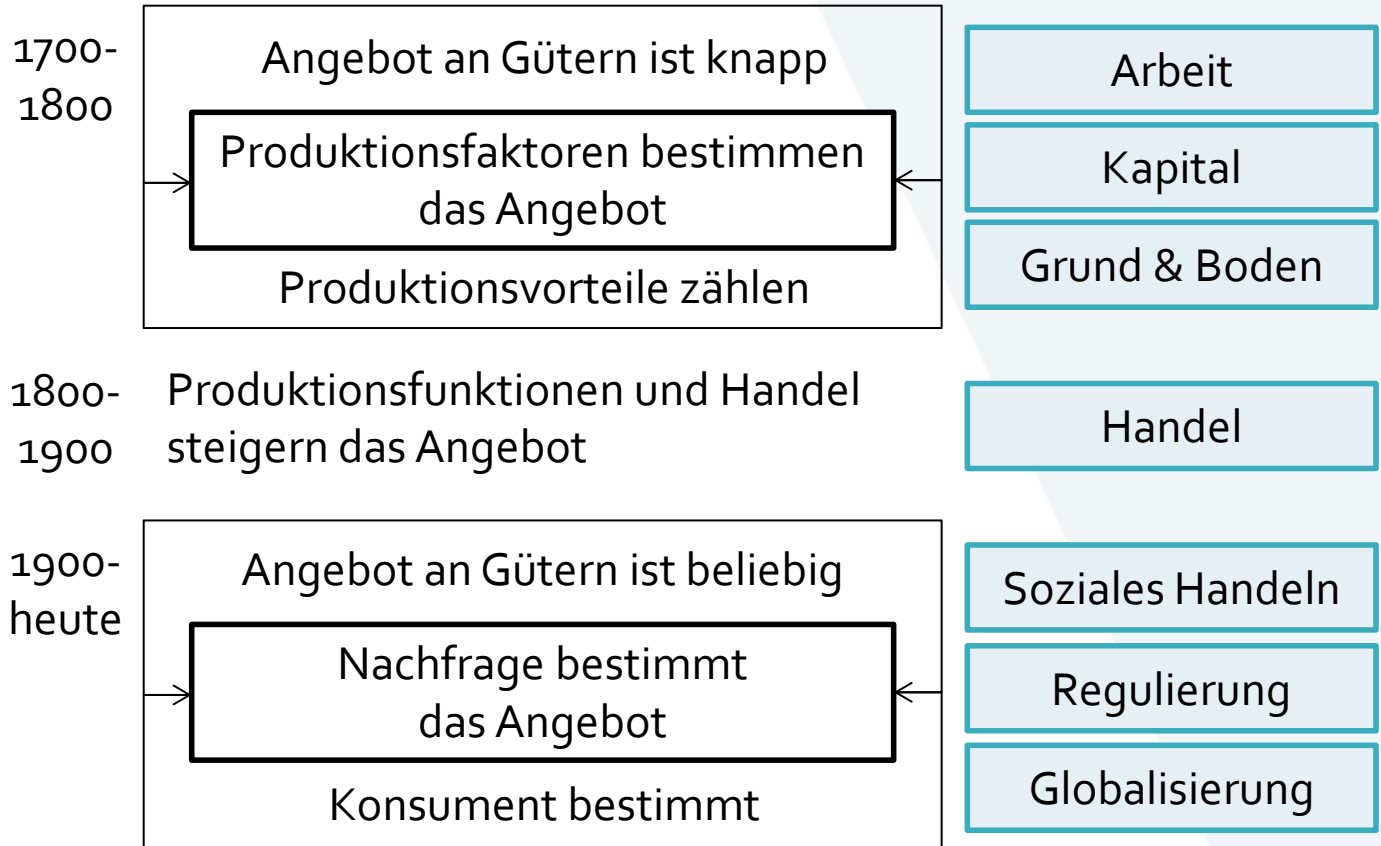 1700-
1800
Angebot an Gütern ist knapp
Produktionsfaktoren bestimmen
das Angebot
Produktionsvorteile zählen
Arbeit
Kapital
Grund & Boden
1800-
1900
Produktionsfunktionen und Handel
steigern das Angebot
Handel
1900-
heute
Angebot an Gütern ist beliebig
Nachfrage bestimmt
das Angebot
Konsument bestimmt
Soziales Handeln
Regulierung
Globalisierung